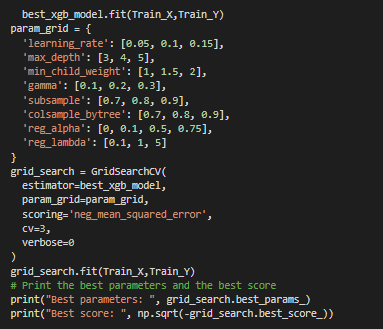 best_xgb_model.fit(Train_X,Train_Y)
param_grid = {
'learning_rate': [0.05, 0.1, 0.15],
'max_depth': [3, 4, 5],
'min_child_weight': [1, 1.5, 2],
'gamma': [0.1, 0.2, 0.3],
'subsample': [0.7, 0.8, 0.9],
'colsample_bytree': [0.7, 0.8, 0.9],
'reg_alpha': [0, 0.1, 0.5, 0.75],
'reg_lambda': [0.1, 1, 5]
}
grid_search = GridSearchCV(
estimator=best_xgb_model,
param_grid=param_grid,
scoring='neg_mean_squared_error',
cv=3,
verbose=0
)
grid_search.fit(Train_X,Train_Y)
# Print the best parameters and the best score
print("Best parameters: ", grid_search.best_params_)
print("Best score: ", np.sqrt(-grid_search.best_score_))